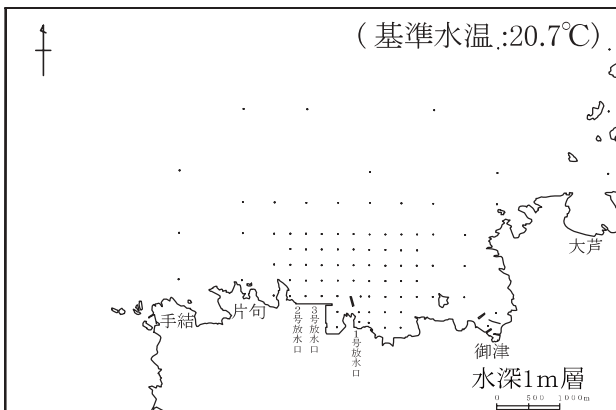 (基準水温:20.7℃)
大芦
片句
手結
2号放水口
3号放水口
1号放水口
御津
水深1m層
0 500 1000m